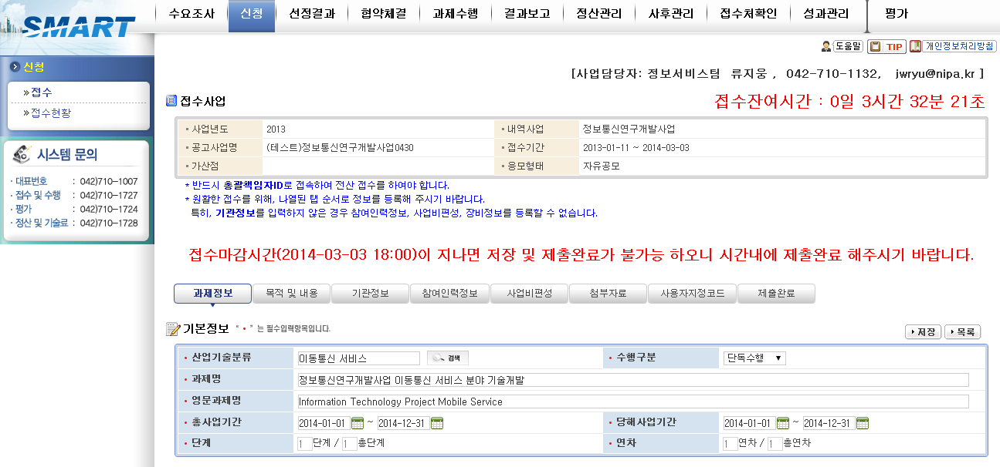 SMART
수요조사 신청 선정결과 협약체결 과제수행 결과보고 정산관리 사후관리 접수처확인 성과관리 평가
도움말 TIP 개인정보처리방침
신청
» 접수
» 접수현황
시스템 문의
· 대표번호 : 042)710-1007
· 접수 및 수행 : 042)710-1727
· 평가 : 042)710-1724
· 정산 및 기술료 : 042)710-1728
[사업담당자: 정보서비스팀 류지웅 , 042-710-1132, jwryu@nipa.kr ]
접수사업
접수잔여시간 : 0일 3시간 32분 21초
사업년도 2013 내역사업 정보통신연구개발사업
공고사업명 (테스트)정보통신연구개발사업0430 접수기간 2013-01-11 ~ 2014-03-03
가산점 응모형태 자유공모
* 반드시 총괄책임자ID로 접속하여 전산 접수를 하여야 합니다.
* 원활한 접수를 위해, 나열된 탭 순서로 정보를 등록해 주시기 바랍니다.
특히, 기관정보를 입력하지 않은 경우 참여인력정보, 사업비편성, 장비정보를 등록할 수 없습니다.
접수마감시간(2014-03-03 18:00)이 지나면 저장 및 제출완료가 불가능 하오니 시간내에 제출완료 해주시기 바랍니다.
과제정보 목적 및 내용 기관정보 참여인력정보 사업비편성 첨부자료 사용자지정코드 제출완료
기본정보 " • " 는 필수입력항목입니다.
저장 목록
• 산업기술분류 이동통신 서비스 검색 • 수행구분 단독수행 ▼
• 과제명 정보통신연구개발사업 이동통신 서비스 분야 기술개발
• 영문과제명 Information Technology Project Mobile Service
• 총사업기간 2014-01-01 ~ 2014-12-31 • 당해사업기간 2014-01-01 ~ 2014-12-31
• 단계 1 단계 / 1 총단계 • 연차 1 연차 / 1 총연차